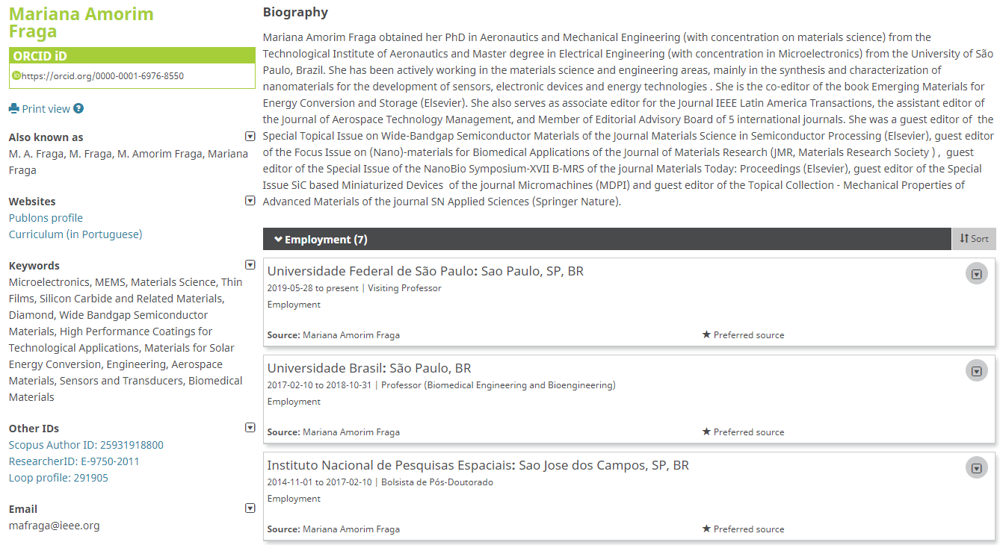 Mariana Amorim
Fraga
ORCID iD
iD https://orcid.org/0000-0001-6976-8550
Print view ?
Also known as
M. A. Fraga, M. Fraga, M. Amorim Fraga, Mariana
Fraga
Websites
Publons profile
Curriculum (in Portuguese)
Keywords
Microelectronics, MEMS, Materials Science, Thin
Films, Silicon Carbide and Related Materials,
Diamond, Wide Bandgap Semiconductor
Materials, High Performance Coatings for
Technological Applications, Materials for Solar
Energy Conversion, Engineering, Aerospace
Materials, Sensors and Transducers, Biomedical
Materials
Other IDs
Scopus Author ID: 25931918800
ResearcherID: E-9750-2011
Loop profile: 291905
Email
mafraga@ieee.org
Biography
Mariana Amorim Fraga obtained her PhD in Aeronautics and Mechanical Engineering (with concentration on materials science) from the
Technological Institute of Aeronautics and Master degree in Electrical Engineering (with concentration in Microelectronics) from the University of São
Paulo, Brazil. She has been actively working in the materials science and engineering areas, mainly in the synthesis and characterization of
nanomaterials for the development of sensors, electronic devices and energy technologies . She is the co-editor of the book Emerging Materials for
Energy Conversion and Storage (Elsevier). She also serves as associate editor for the Journal IEEE Latin America Transactions, the assistant editor of
the Journal of Aerospace Technology Management, and Member of Editorial Advisory Board of 5 international journals. She was a guest editor of the
Special Topical Issue on Wide-Bandgap Semiconductor Materials of the Journal Materials Science in Semiconductor Processing (Elsevier), guest editor
of the Focus Issue on (Nano)-materials for Biomedical Applications of the Journal of Materials Research (JMR, Materials Research Society ) , guest
editor of the Special Issue of the NanoBio Symposium-XVII B-MRS of the journal Materials Today: Proceedings (Elsevier), guest editor of the Special
Issue SiC based Miniaturized Devices of the journal Micromachines (MDPI) and guest editor of the Topical Collection - Mechanical Properties of
Advanced Materials of the journal SN Applied Sciences (Springer Nature).
Employment (7)
Sort
Universidade Federal de São Paulo: Sao Paulo, SP, BR
2019-05-28 to present | Visiting Professor
Employment
Source: Mariana Amorim Fraga
★ Preferred source
Universidade Brasil: São Paulo, BR
2017-02-10 to 2018-10-31 | Professor (Biomedical Engineering and Bioengineering)
Employment
Source: Mariana Amorim Fraga
★ Preferred source
Instituto Nacional de Pesquisas Espaciais: Sao Jose dos Campos, SP, BR
2014-11-01 to 2017-02-10 | Bolsista de Pós-Doutorado
Employment
Source: Mariana Amorim Fraga
★ Preferred source